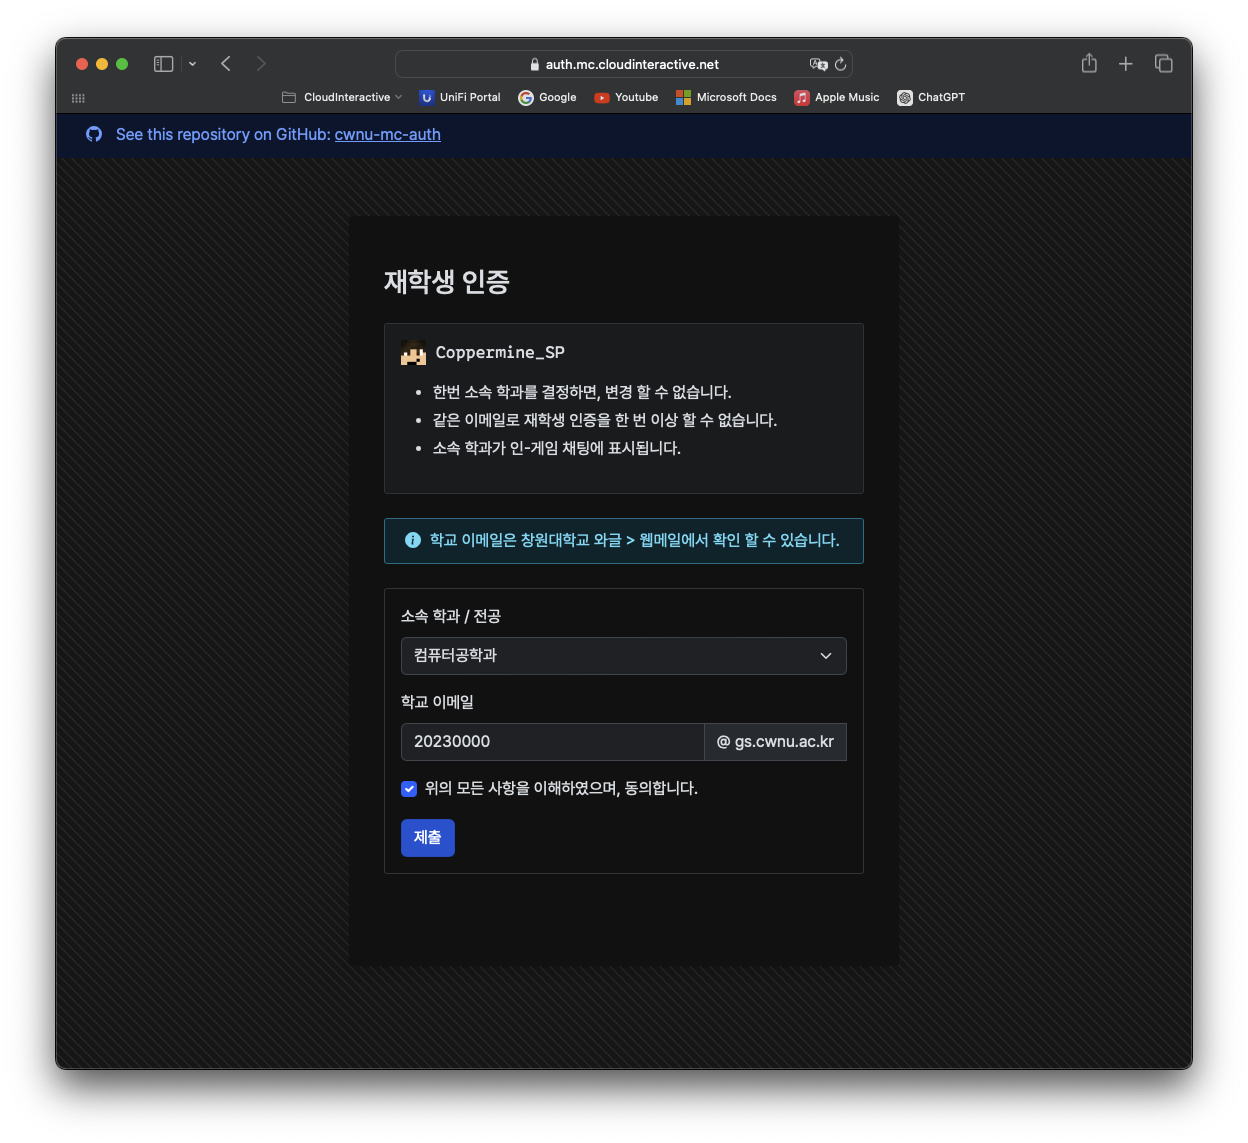 auth.mc.cloudinteractive.net
CloudInteractive
UniFi Portal
Google
Youtube
Microsoft Docs
Apple Music
ChatGPT
See this repository on GitHub: cwnu-mc-auth
재학생 인증
Coppermine_SP
한번 소속 학과를 결정하면, 변경 할 수 없습니다.
같은 이메일로 재학생 인증을 한 번 이상 할 수 없습니다.
소속 학과가 인-게임 채팅에 표시됩니다.
학교 이메일은 창원대학교 와글 > 웹메일에서 확인 할 수 있습니다.
소속 학과 / 전공
컴퓨터공학과
학교 이메일
20230000 @ gs.cwnu.ac.kr
위의 모든 사항을 이해하였으며, 동의합니다.
제출